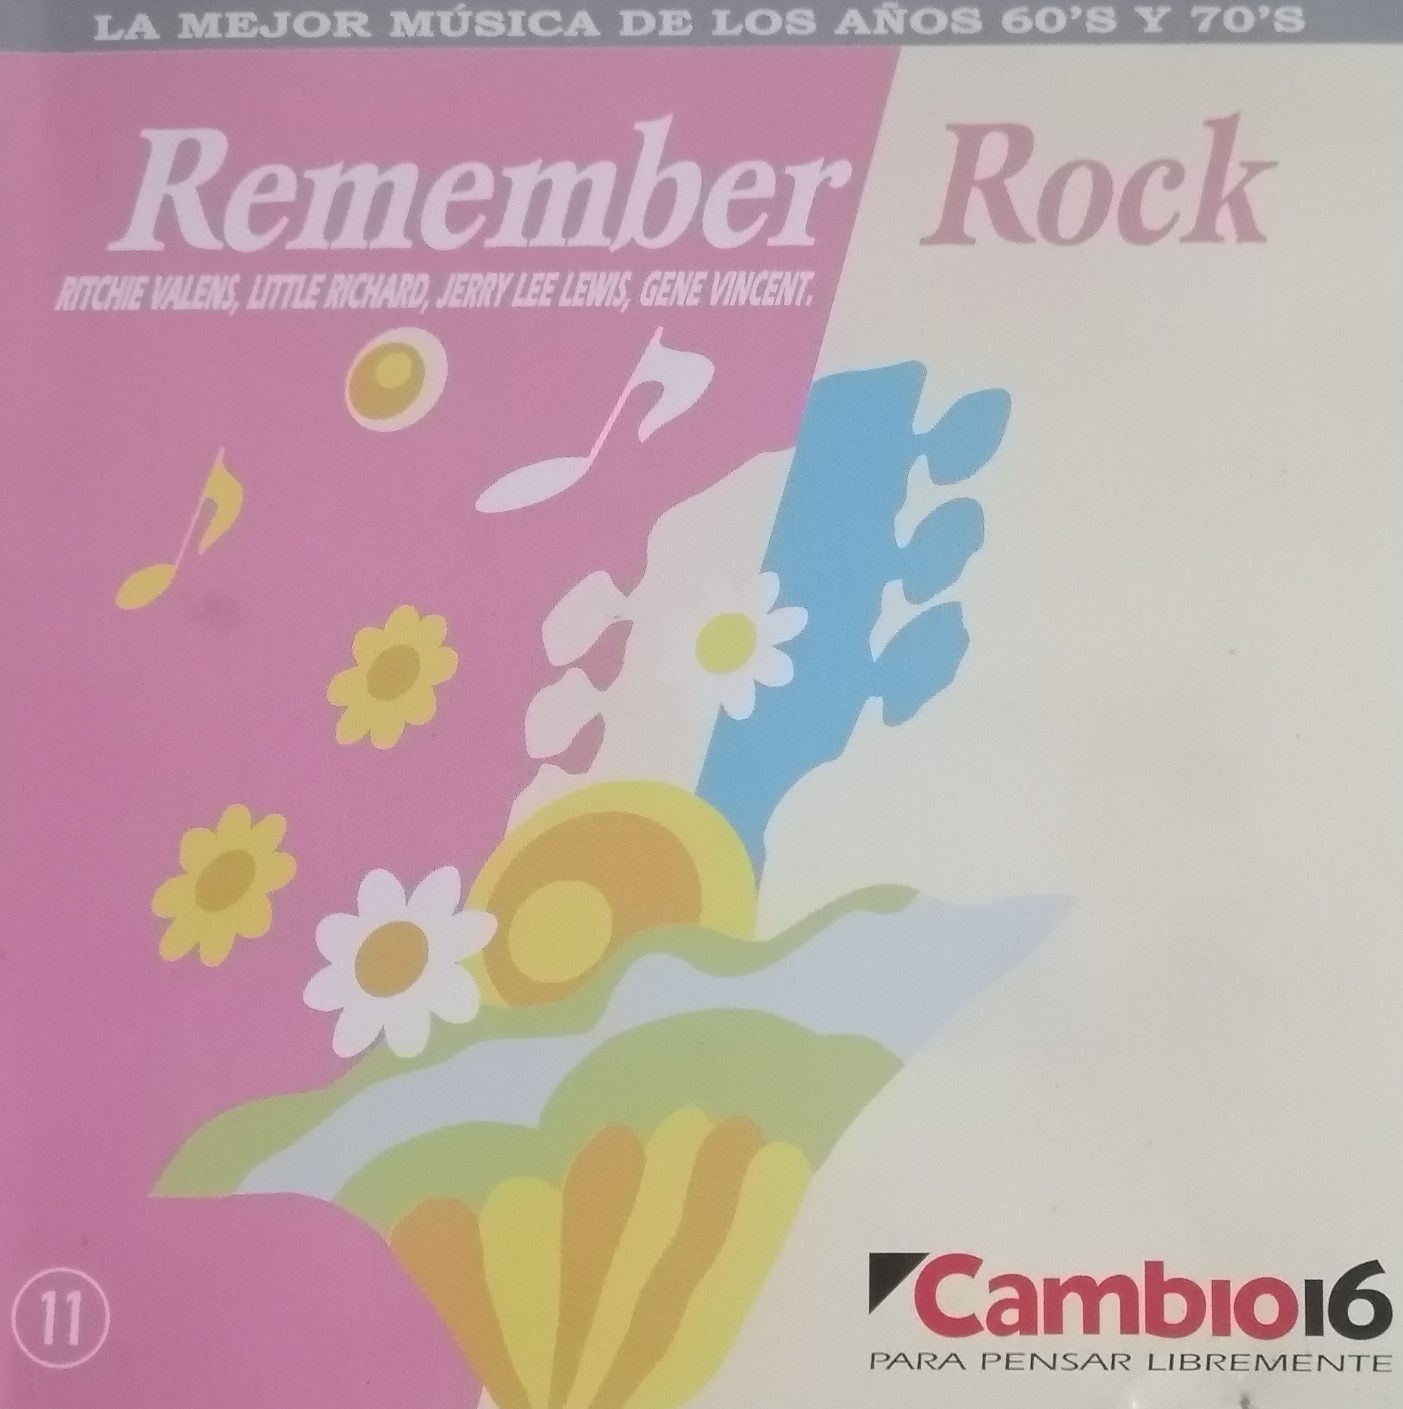 LA MEJOR MÚSICA DE LOS AÑOS 60'S Y 70'S
Remember Rock
RITCHIE VALENS, LITTLE RICHARD, JERRY LEE LEWIS, GENE VINCENT.
11
Cambio16
PARA PENSAR LIBREMENTE